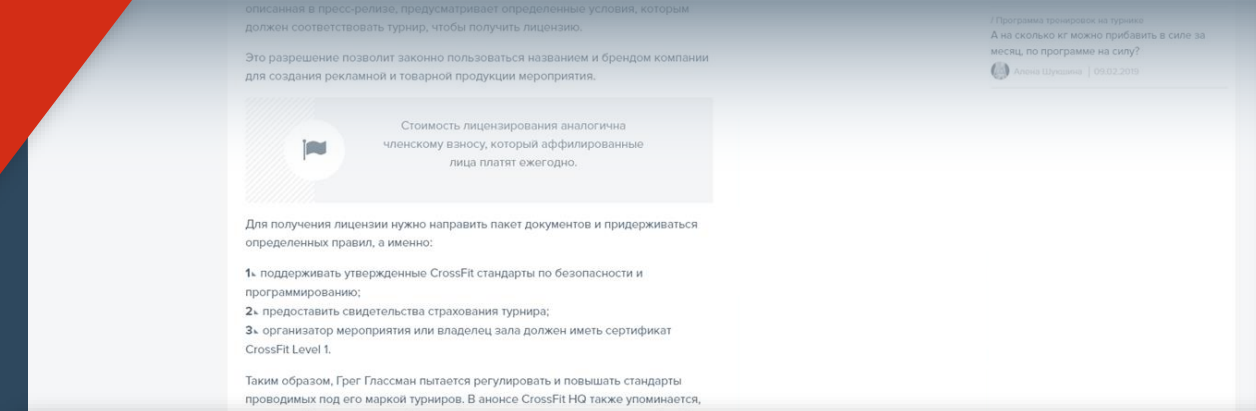 описанная в пресс-релизе, предусматривает определенные условия, которым
должен соответствовать турнир, чтобы получить лицензию.
Это разрешение позволит законно пользоваться названием и брендом компании
для создания рекламной и товарной продукции мероприятия.
Стоимость лицензирования аналогична
членскому взносу, который аффилированные
лица платят ежегодно.
Для получения лицензии нужно направить пакет документов и придерживаться
определенных правил, а именно:
1. поддерживать утвержденные CrossFit стандарты по безопасности и
программированию;
2. предоставить свидетельства страхования турнира;
3. организатор мероприятия или владелец зала должен иметь сертификат
CrossFit Level 1.
Таким образом, Грег Глассман пытается регулировать и повышать стандарты
проводимых под его маркой турниров. В анонсе CrossFit HQ также упоминается,
/ Программа тренировок на турнике
А на сколько кг можно прибавить в силе за
месяц, по программе на силу?
Алина Шукшина | 09.02.2019